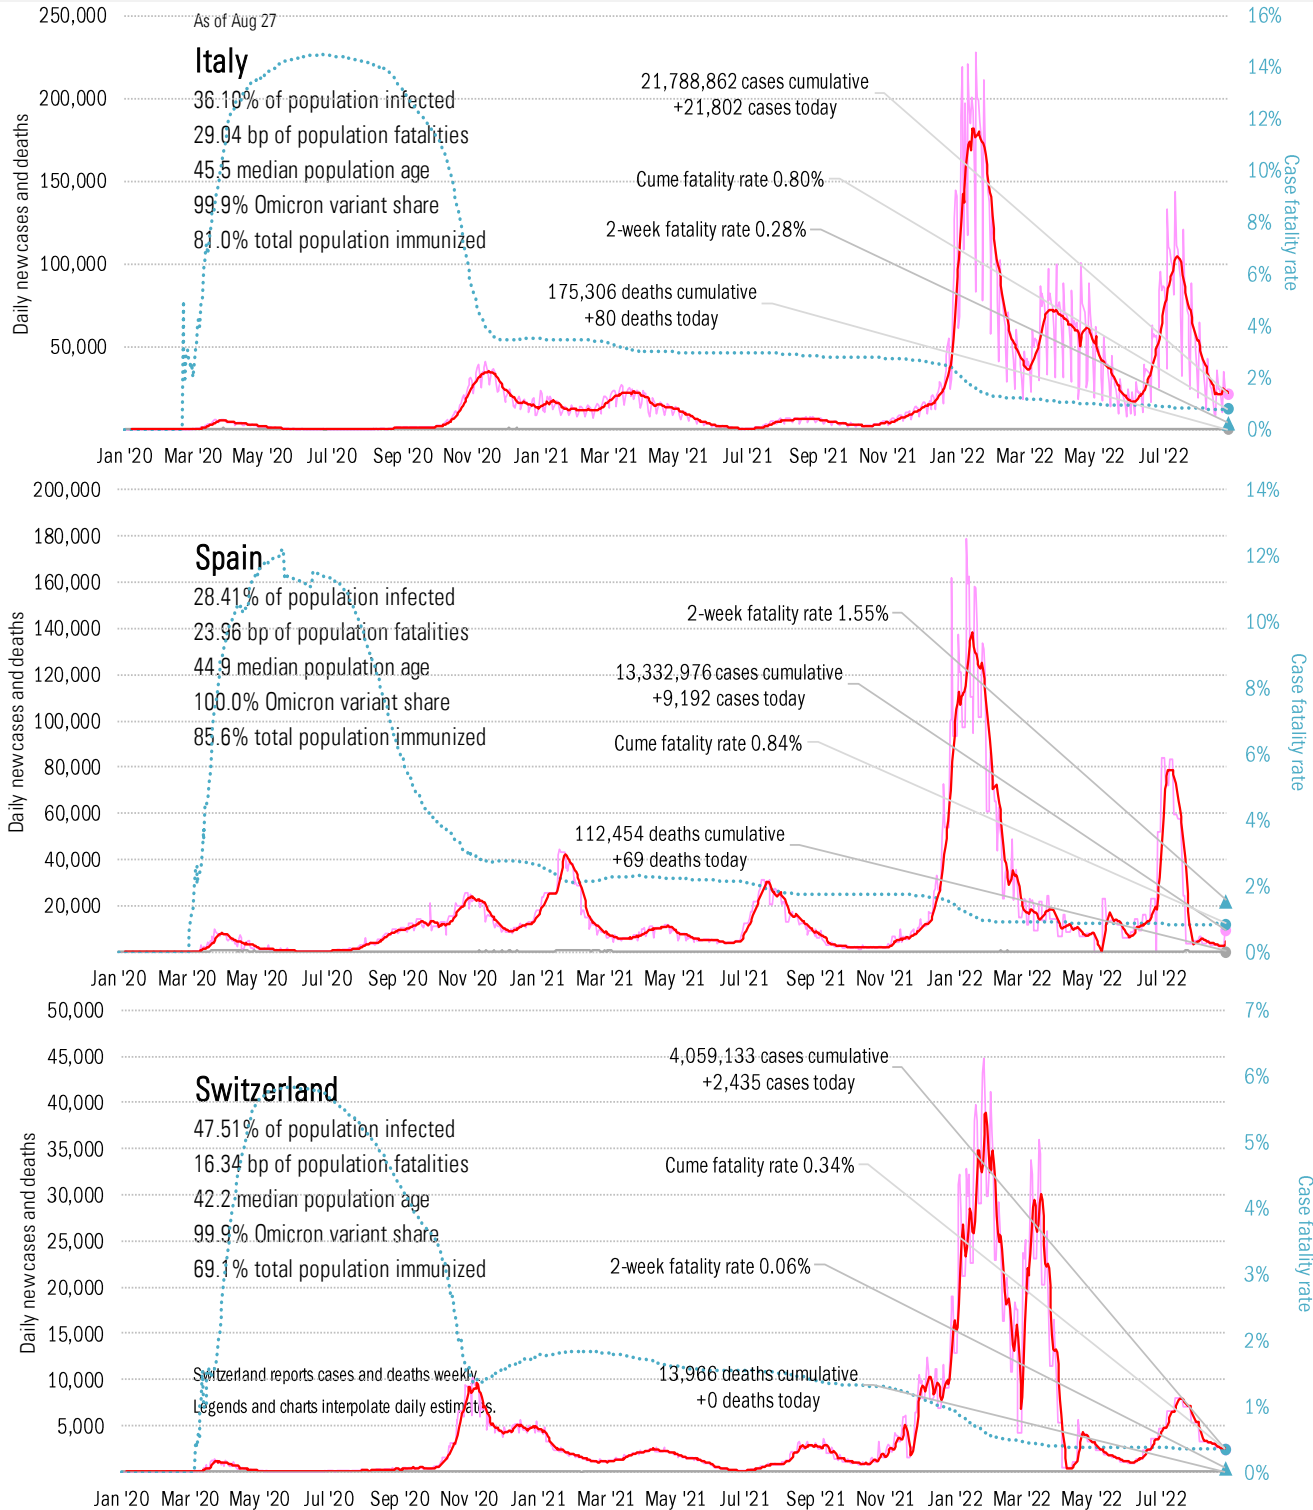 As of Aug 27
Italy
36.10% of population infected
29.04 bp of population fatalities
45.5 median population age
99.9% Omicron variant share
81.0% total population immunized
21,788,862 cases cumulative
+21,802 cases today
Cume fatality rate 0.80%
2-week fatality rate 0.28%
175,306 deaths cumulative
+80 deaths today
Daily new cases and deaths
250,000
200,000
150,000
100,000
50,000
16%
14%
12%
10%
8%
6%
4%
2%
0%
Case fatality rate
Jan '20 Mar '20 May '20 Jul '20 Sep '20 Nov '20 Jan '21 Mar '21 May '21 Jul '21 Sep '21 Nov '21 Jan '22 Mar '22 May '22 Jul '22
Spain
28.41% of population infected
23.96 bp of population fatalities
44.9 median population age
100.0% Omicron variant share
85.6% total population immunized
2-week fatality rate 1.55%
13,332,976 cases cumulative
+9,192 cases today
Cume fatality rate 0.84%
112,454 deaths cumulative
+69 deaths today
Daily new cases and deaths
200,000
180,000
160,000
140,000
120,000
100,000
80,000
60,000
40,000
20,000
14%
12%
10%
8%
6%
4%
2%
0%
Case fatality rate
Jan '20 Mar '20 May '20 Jul '20 Sep '20 Nov '20 Jan '21 Mar '21 May '21 Jul '21 Sep '21 Nov '21 Jan '22 Mar '22 May '22 Jul '22
Switzerland
47.51% of population infected
16.34 bp of population fatalities
42.2 median population age
99.9% Omicron variant share
69.1% total population immunized
Switzerland reports cases and deaths weekly.
Legends and charts interpolate daily estimates.
4,059,133 cases cumulative
+2,435 cases today
Cume fatality rate 0.34%
2-week fatality rate 0.06%
13,966 deaths cumulative
+0 deaths today
Daily new cases and deaths
50,000
45,000
40,000
35,000
30,000
25,000
20,000
15,000
10,000
5,000
7%
6%
5%
4%
3%
2%
1%
0%
Case fatality rate
Jan '20 Mar '20 May '20 Jul '20 Sep '20 Nov '20 Jan '21 Mar '21 May '21 Jul '21 Sep '21 Nov '21 Jan '22 Mar '22 May '22 Jul '22